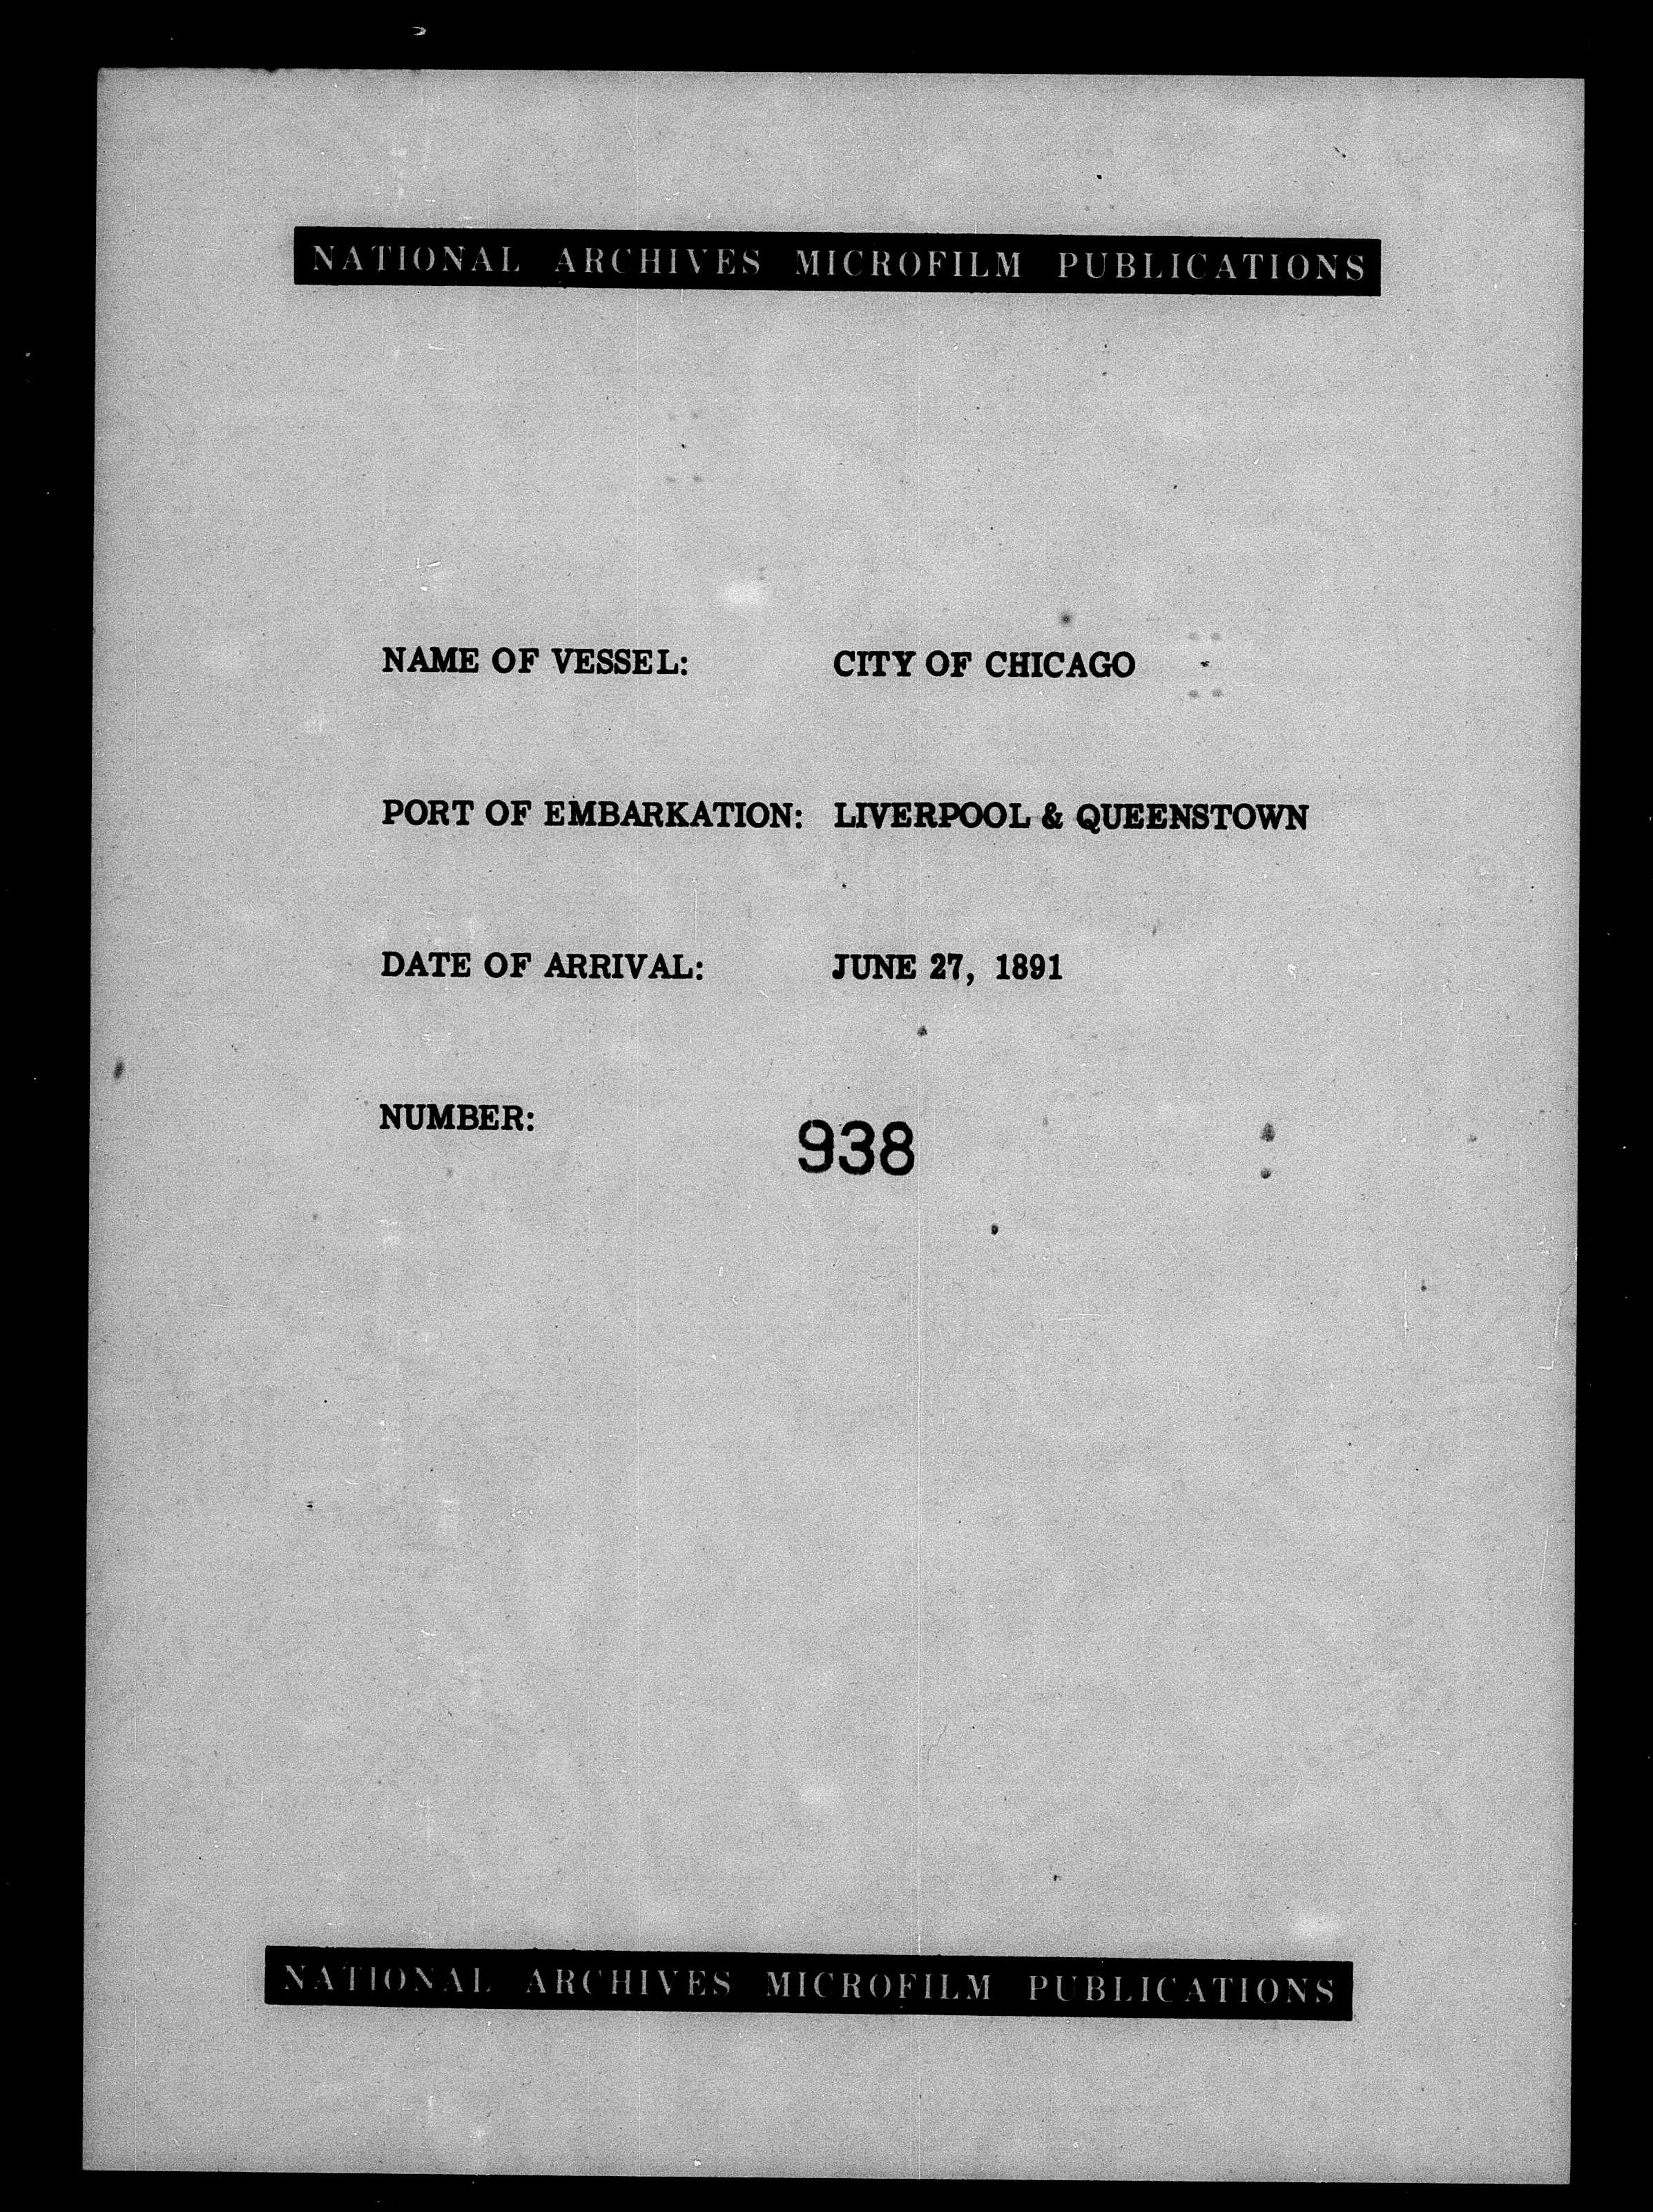 NATIONAL ARCHIVES MICROFILM PUBLICATIONS
NAME OF VESSEL: CITY OF CHICAGO
PORT OF EMBARKATION: LIVERPOOL & QUEENSTOWN
DATE OF ARRIVAL: JUNE 27, 1891
NUMBER: 938
NATIONAL ARCHIVES MICROFILM PUBLICATIONS